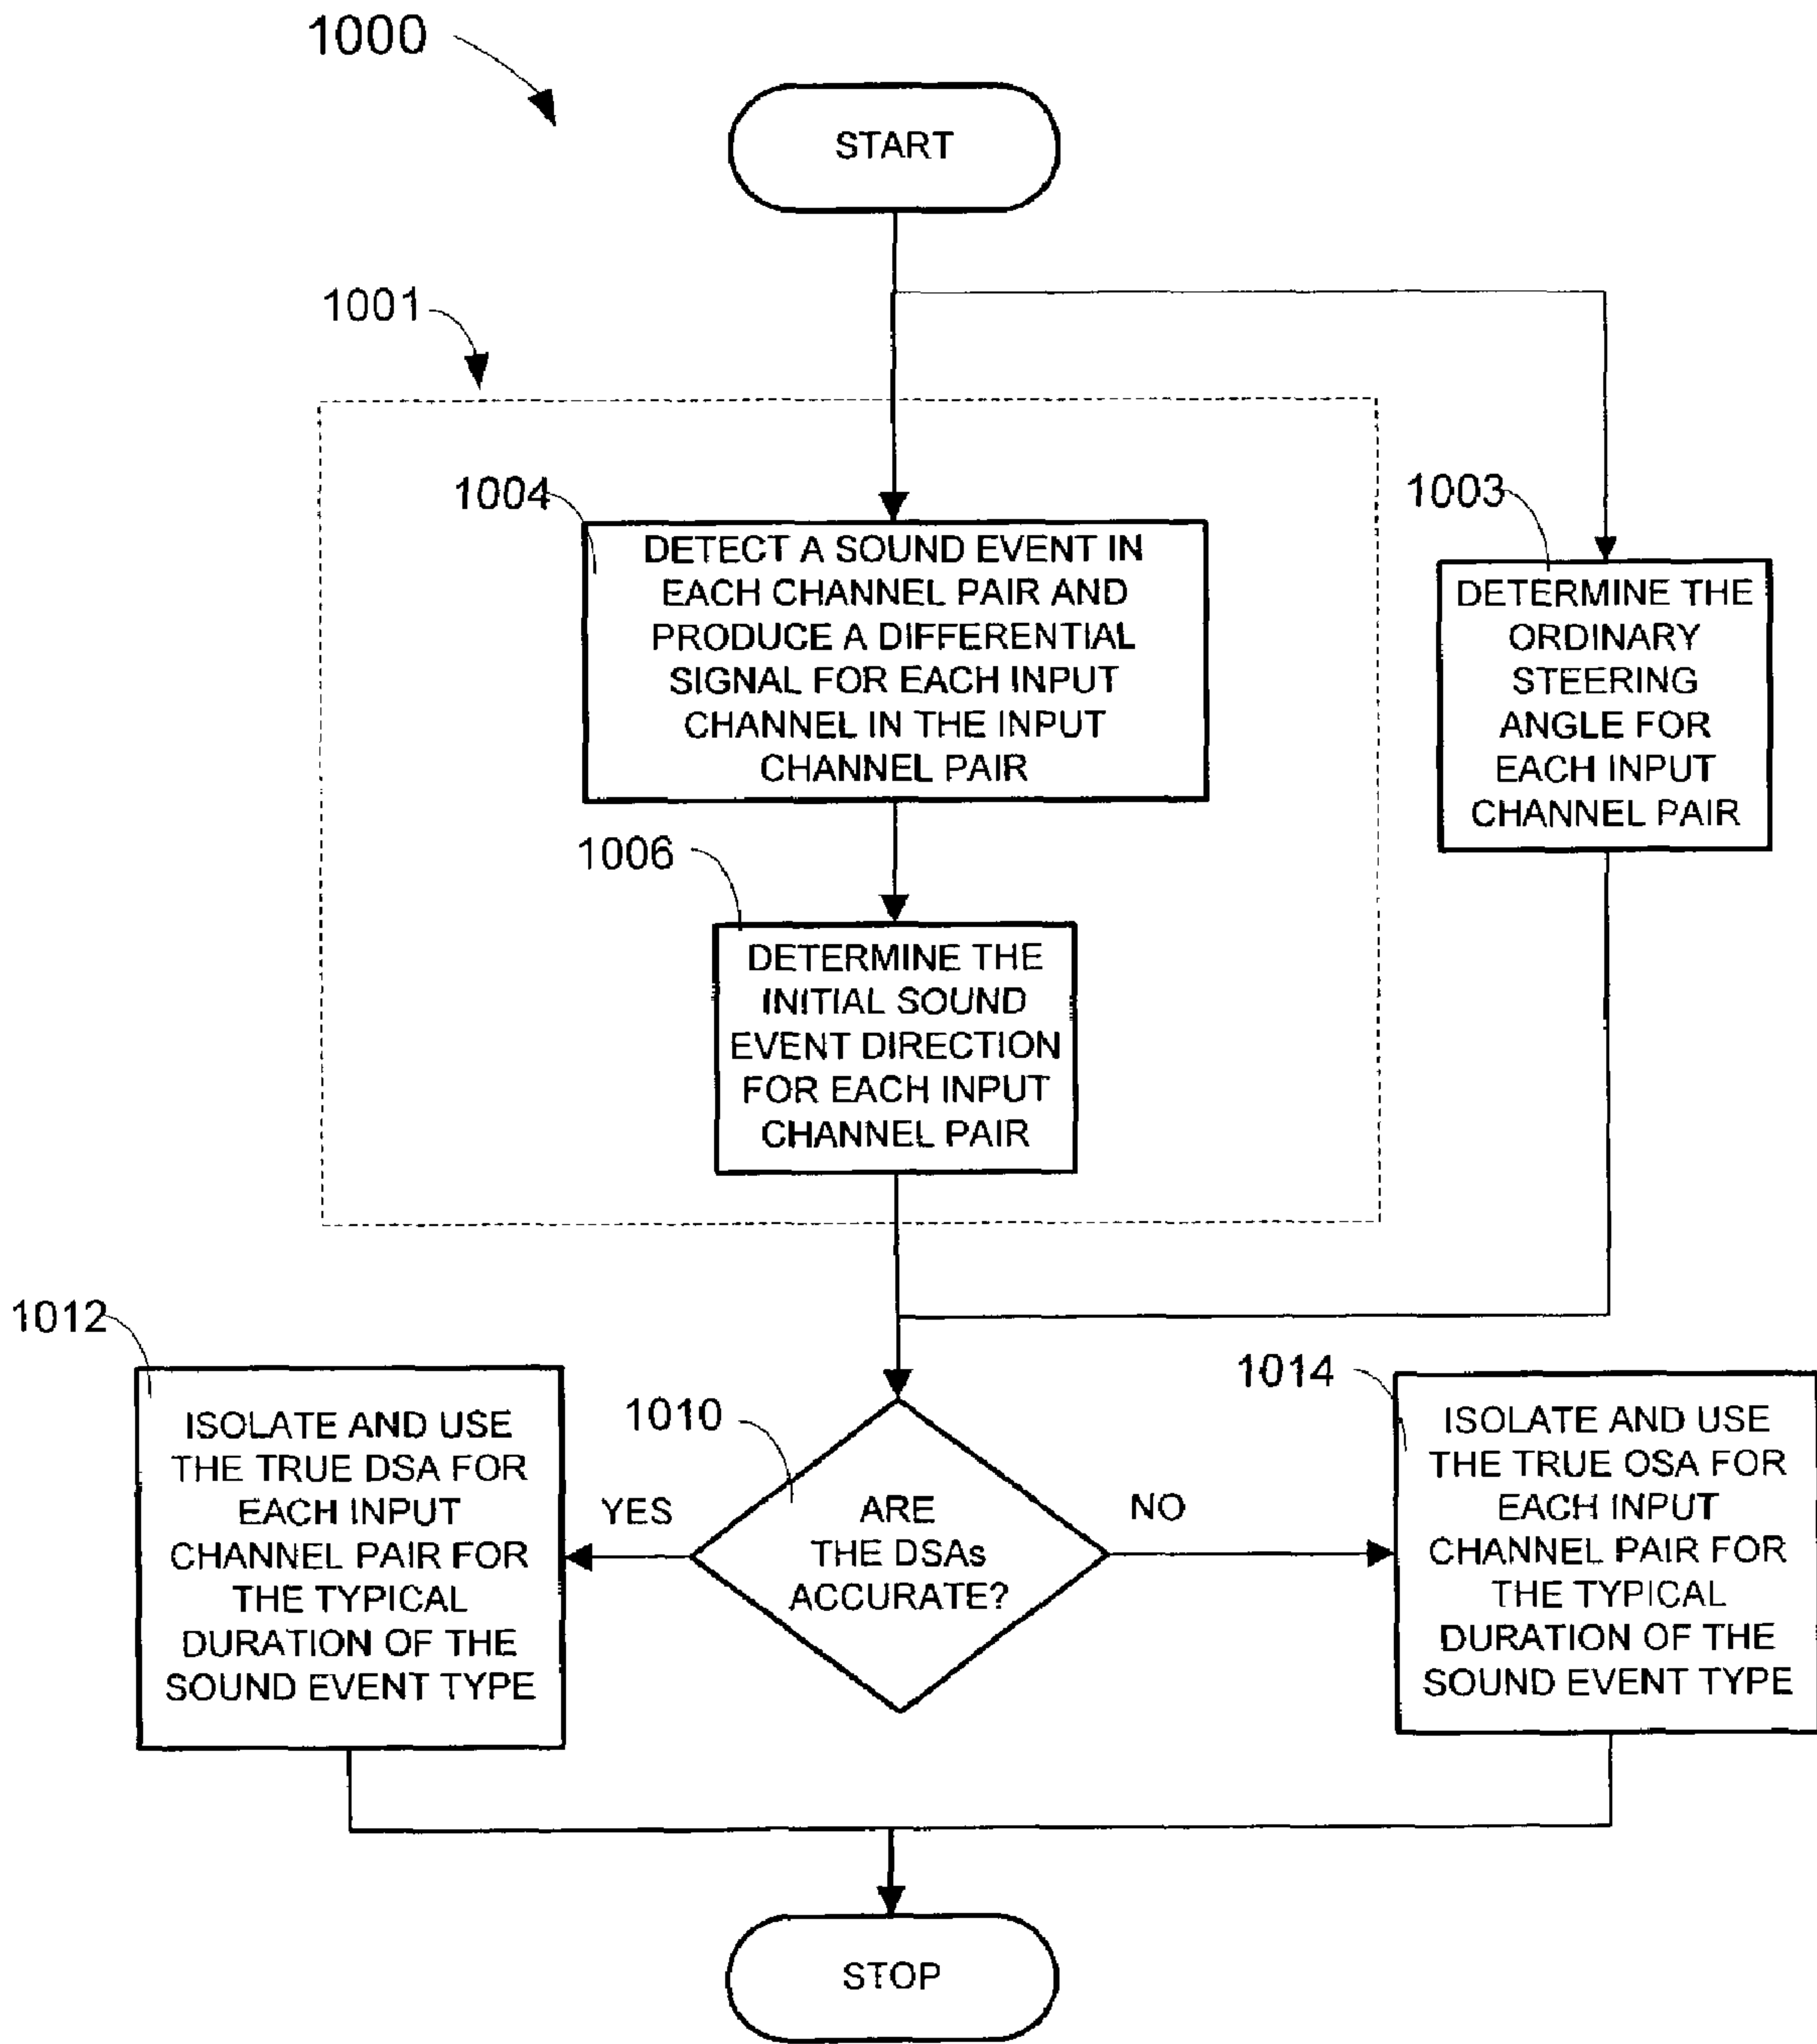 1000
START
1001
1004
1003
DETECT A SOUND EVENT IN
EACH CHANNEL PAIR AND
PRODUCE A DIFFERENTIAL
SIGNAL FOR EACH INPUT
CHANNEL IN THE INPUT
CHANNEL PAIR
DETERMINE THE
ORDINARY
STEERING
ANGLE FOR
EACH INPUT
CHANNEL PAIR
1006
DETERMINE THE
INITIAL SOUND
EVENT DIRECTION
FOR EACH INPUT
CHANNEL PAIR
1012
ISOLATE AND USE
THE TRUE DSA FOR
EACH INPUT
CHANNEL PAIR FOR
THE TYPICAL
DURATION OF THE
SOUND EVENT TYPE
1010
YES
ARE
THE DSAs
ACCURATE?
NO
1014
ISOLATE AND USE
THE TRUE OSA FOR
EACH INPUT
CHANNEL PAIR FOR
THE TYPICAL
DURATION OF THE
SOUND EVENT TYPE
STOP